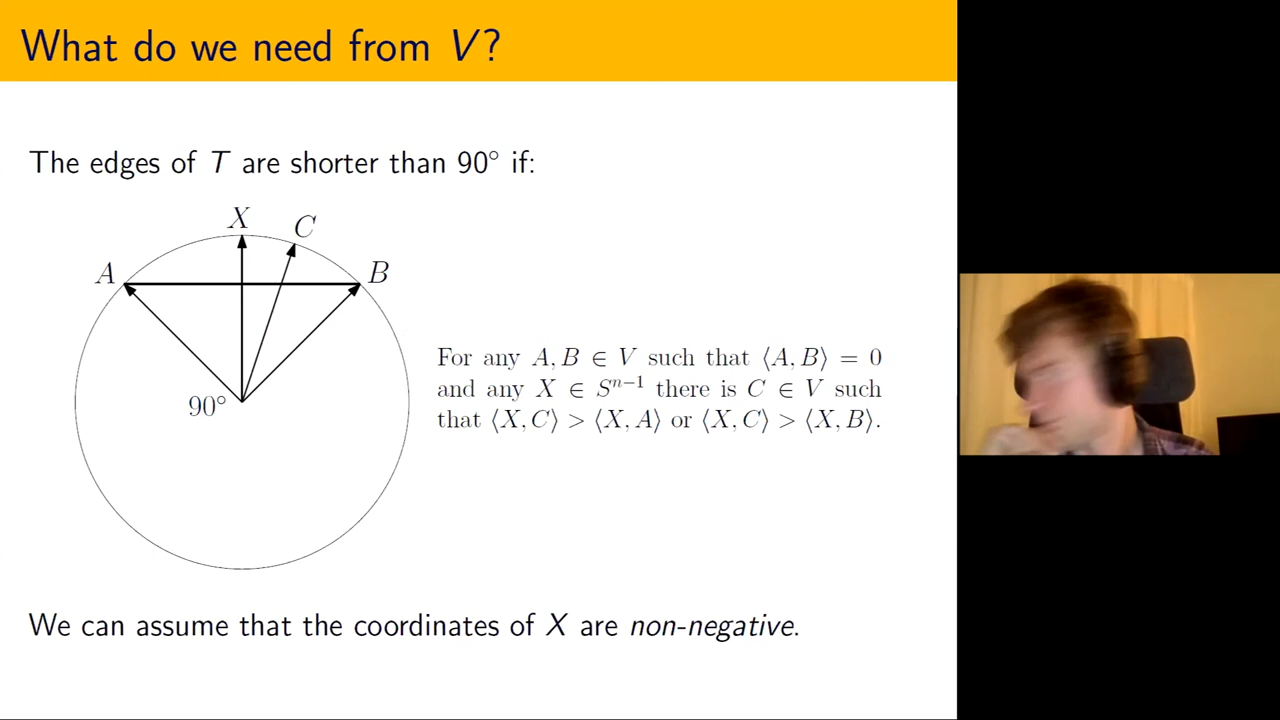 What do we need from V?
The edges of T are shorter than 90° if:
X
C
A
B
90°
For any A, B ∈ V such that ⟨A, B⟩ = 0
and any X ∈ Sⁿ⁻¹ there is C ∈ V such
that ⟨X, C⟩ > ⟨X, A⟩ or ⟨X, C⟩ > ⟨X, B⟩.
We can assume that the coordinates of X are non-negative.